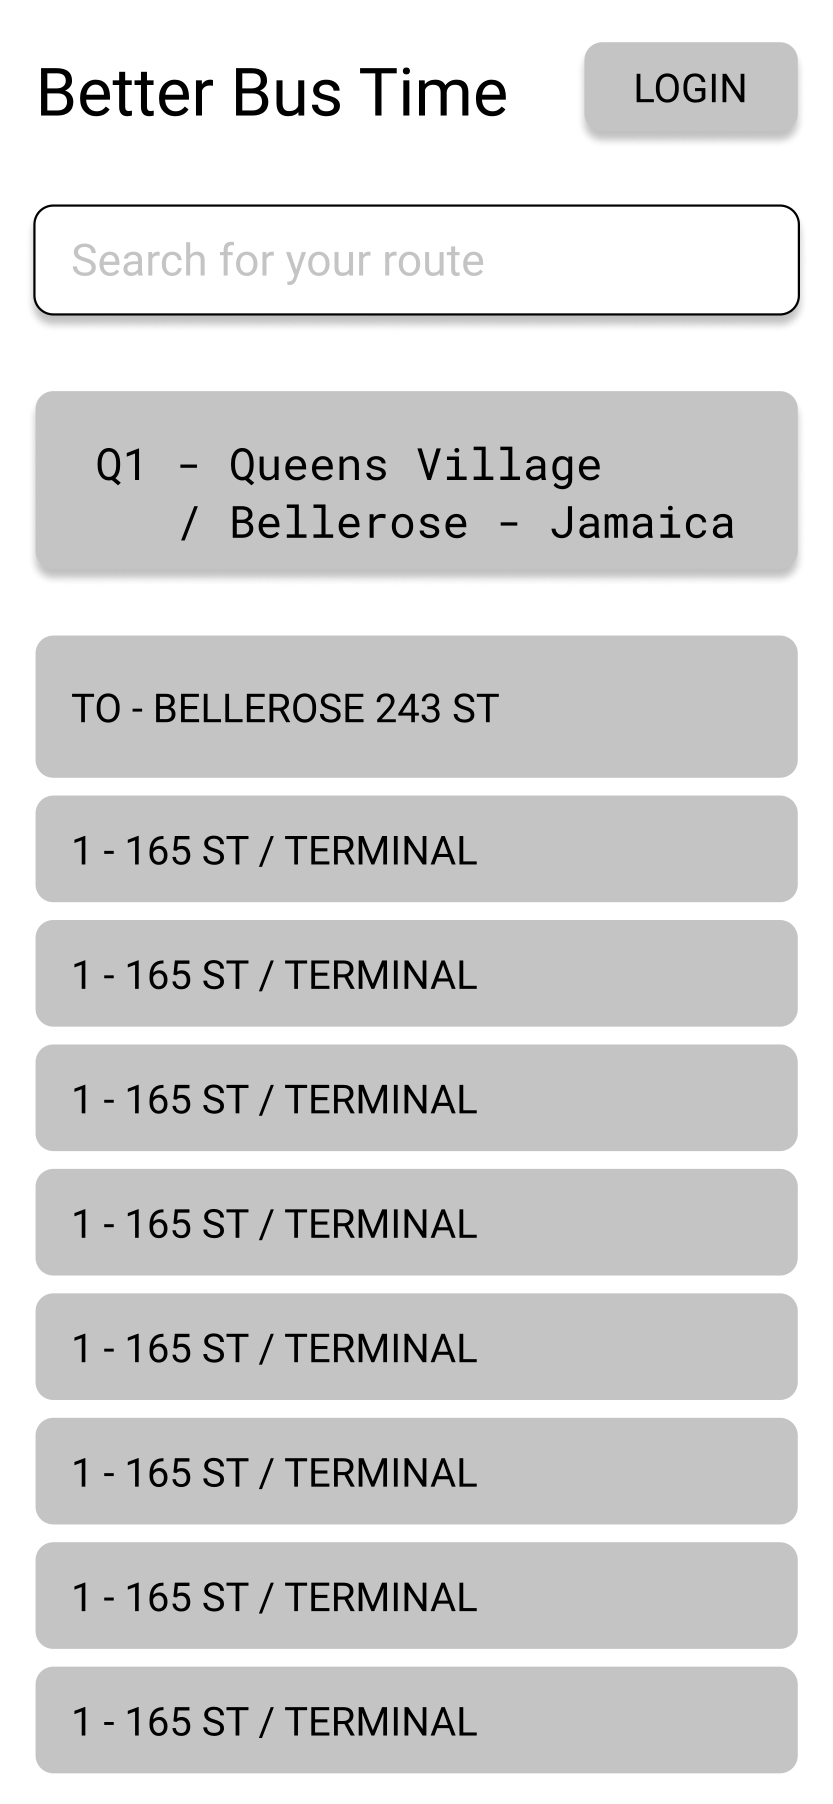 Better Bus Time
LOGIN
Search for your route
Q1 - Queens Village
/ Bellerose - Jamaica
TO - BELLEROSE 243 ST
1 - 165 ST / TERMINAL
1 - 165 ST / TERMINAL
1 - 165 ST / TERMINAL
1 - 165 ST / TERMINAL
1 - 165 ST / TERMINAL
1 - 165 ST / TERMINAL
1 - 165 ST / TERMINAL
1 - 165 ST / TERMINAL